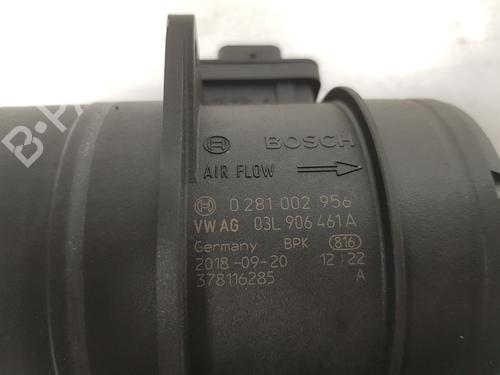 BOSCH
AIR FLOW
0 281 002 956
VW AG 03L 906 461 A
Germany BPK 816
2018-09-20 12:22
378116285 A